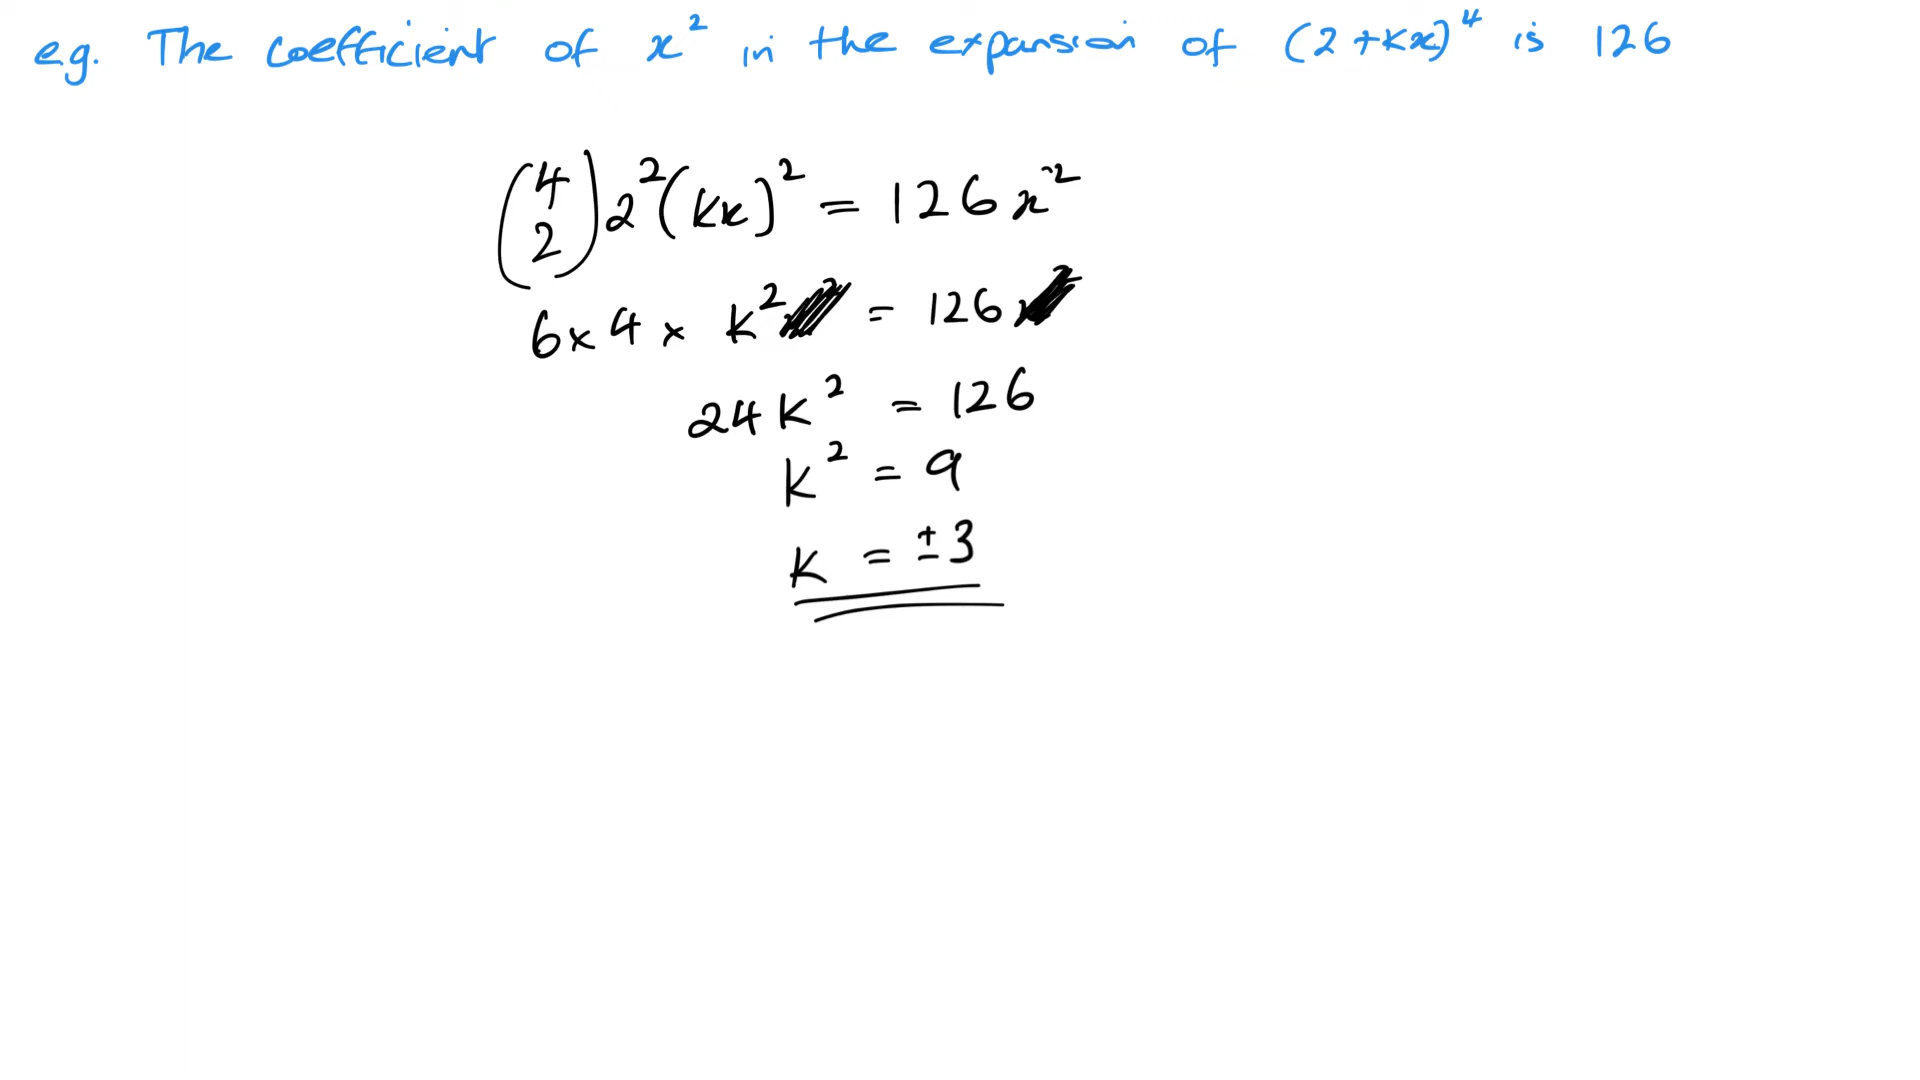 e.g. The coefficient of x² in the expansion of (2+kx)⁴ is 126
(4 2) 2² (kx)² = 126x²
6 × 4 × k² = 126
24k² = 126
k² = 9
k = ±3